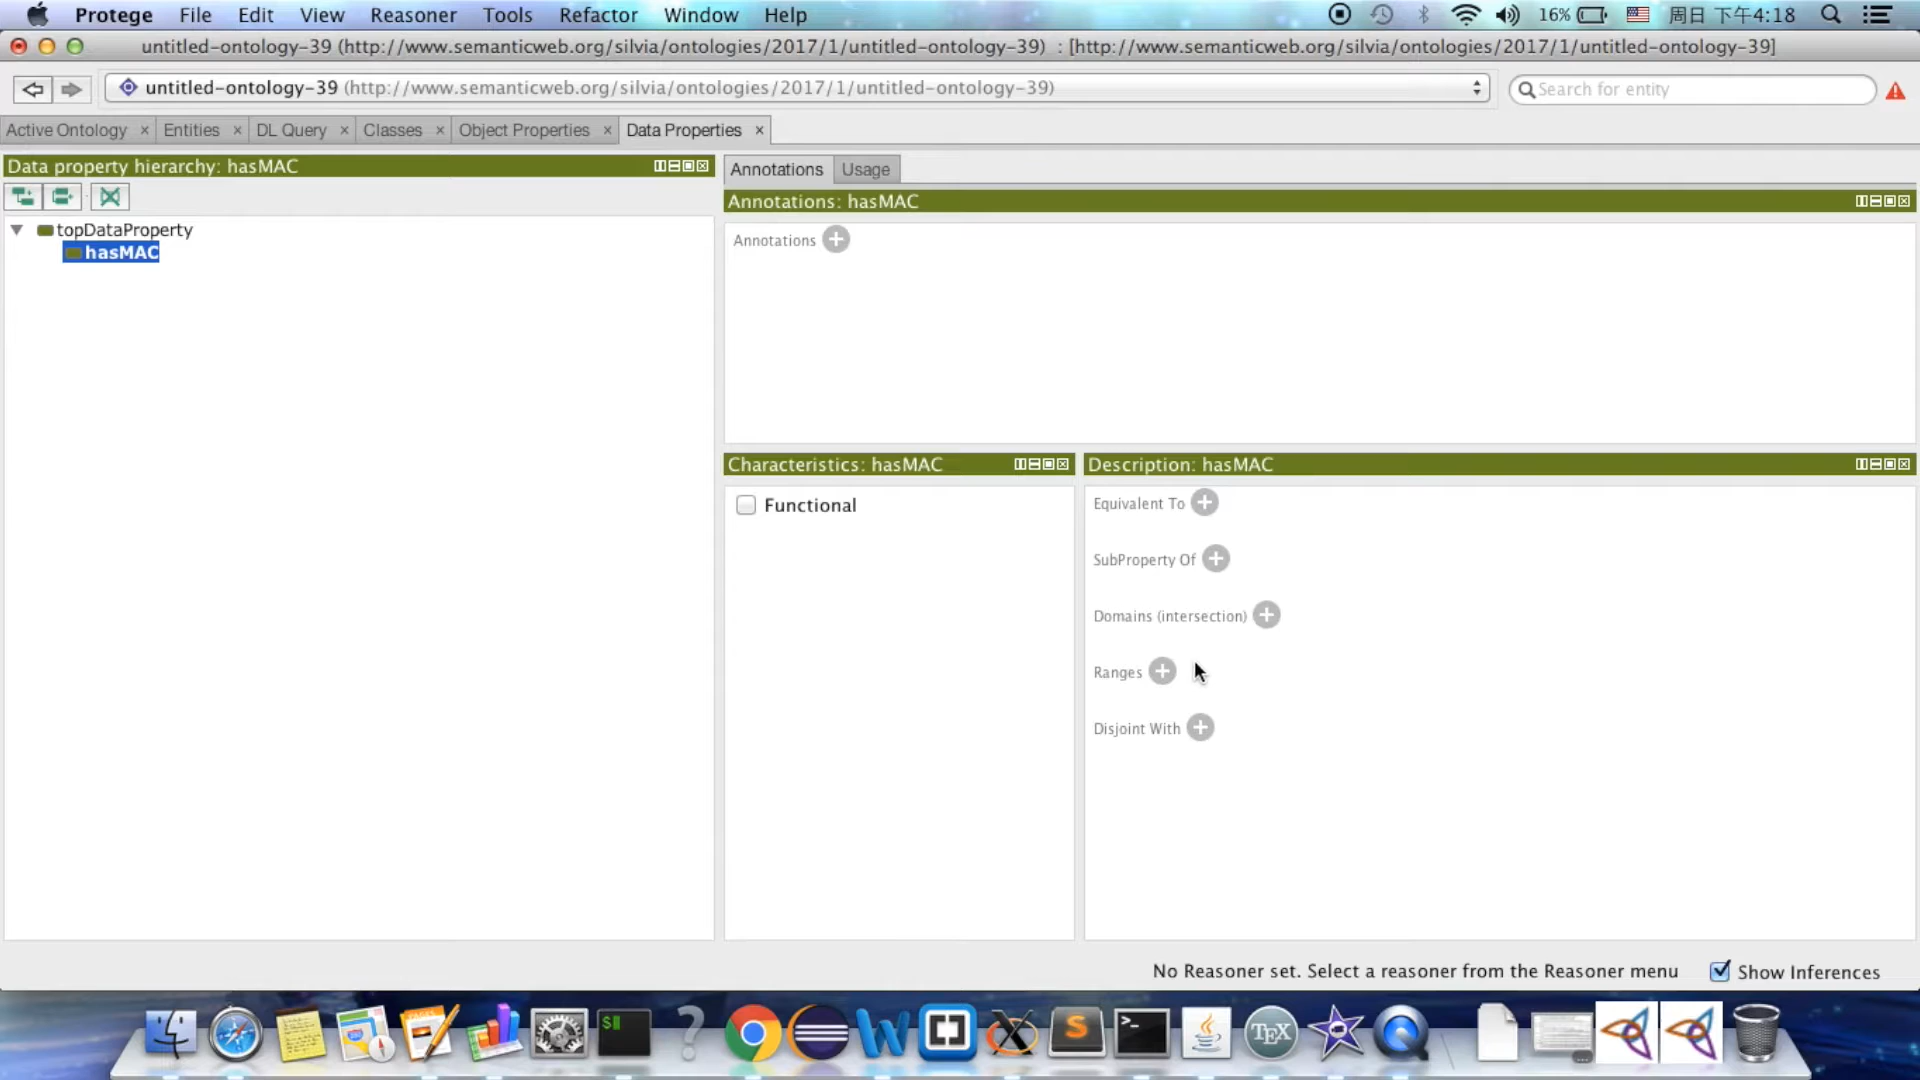 Protege File Edit View Reasoner Tools Refactor Window Help 16% 周日 下午4:18
untitled-ontology-39 (http://www.semanticweb.org/silvia/ontologies/2017/1/untitled-ontology-39) : [http://www.semanticweb.org/silvia/ontologies/2017/1/untitled-ontology-39]
untitled-ontology-39 (http://www.semanticweb.org/silvia/ontologies/2017/1/untitled-ontology-39) Search for entity
Active Ontology × Entities × DL Query × Classes × Object Properties × Data Properties ×
Data property hierarchy: hasMAC
topDataProperty
hasMAC
Annotations Usage
Annotations: hasMAC
Annotations
Characteristics: hasMAC
Functional
Description: hasMAC
Equivalent To
SubProperty Of
Domains (intersection)
Ranges
Disjoint With
No Reasoner set. Select a reasoner from the Reasoner menu Show Inferences
$
W
X
S
>_
TEX